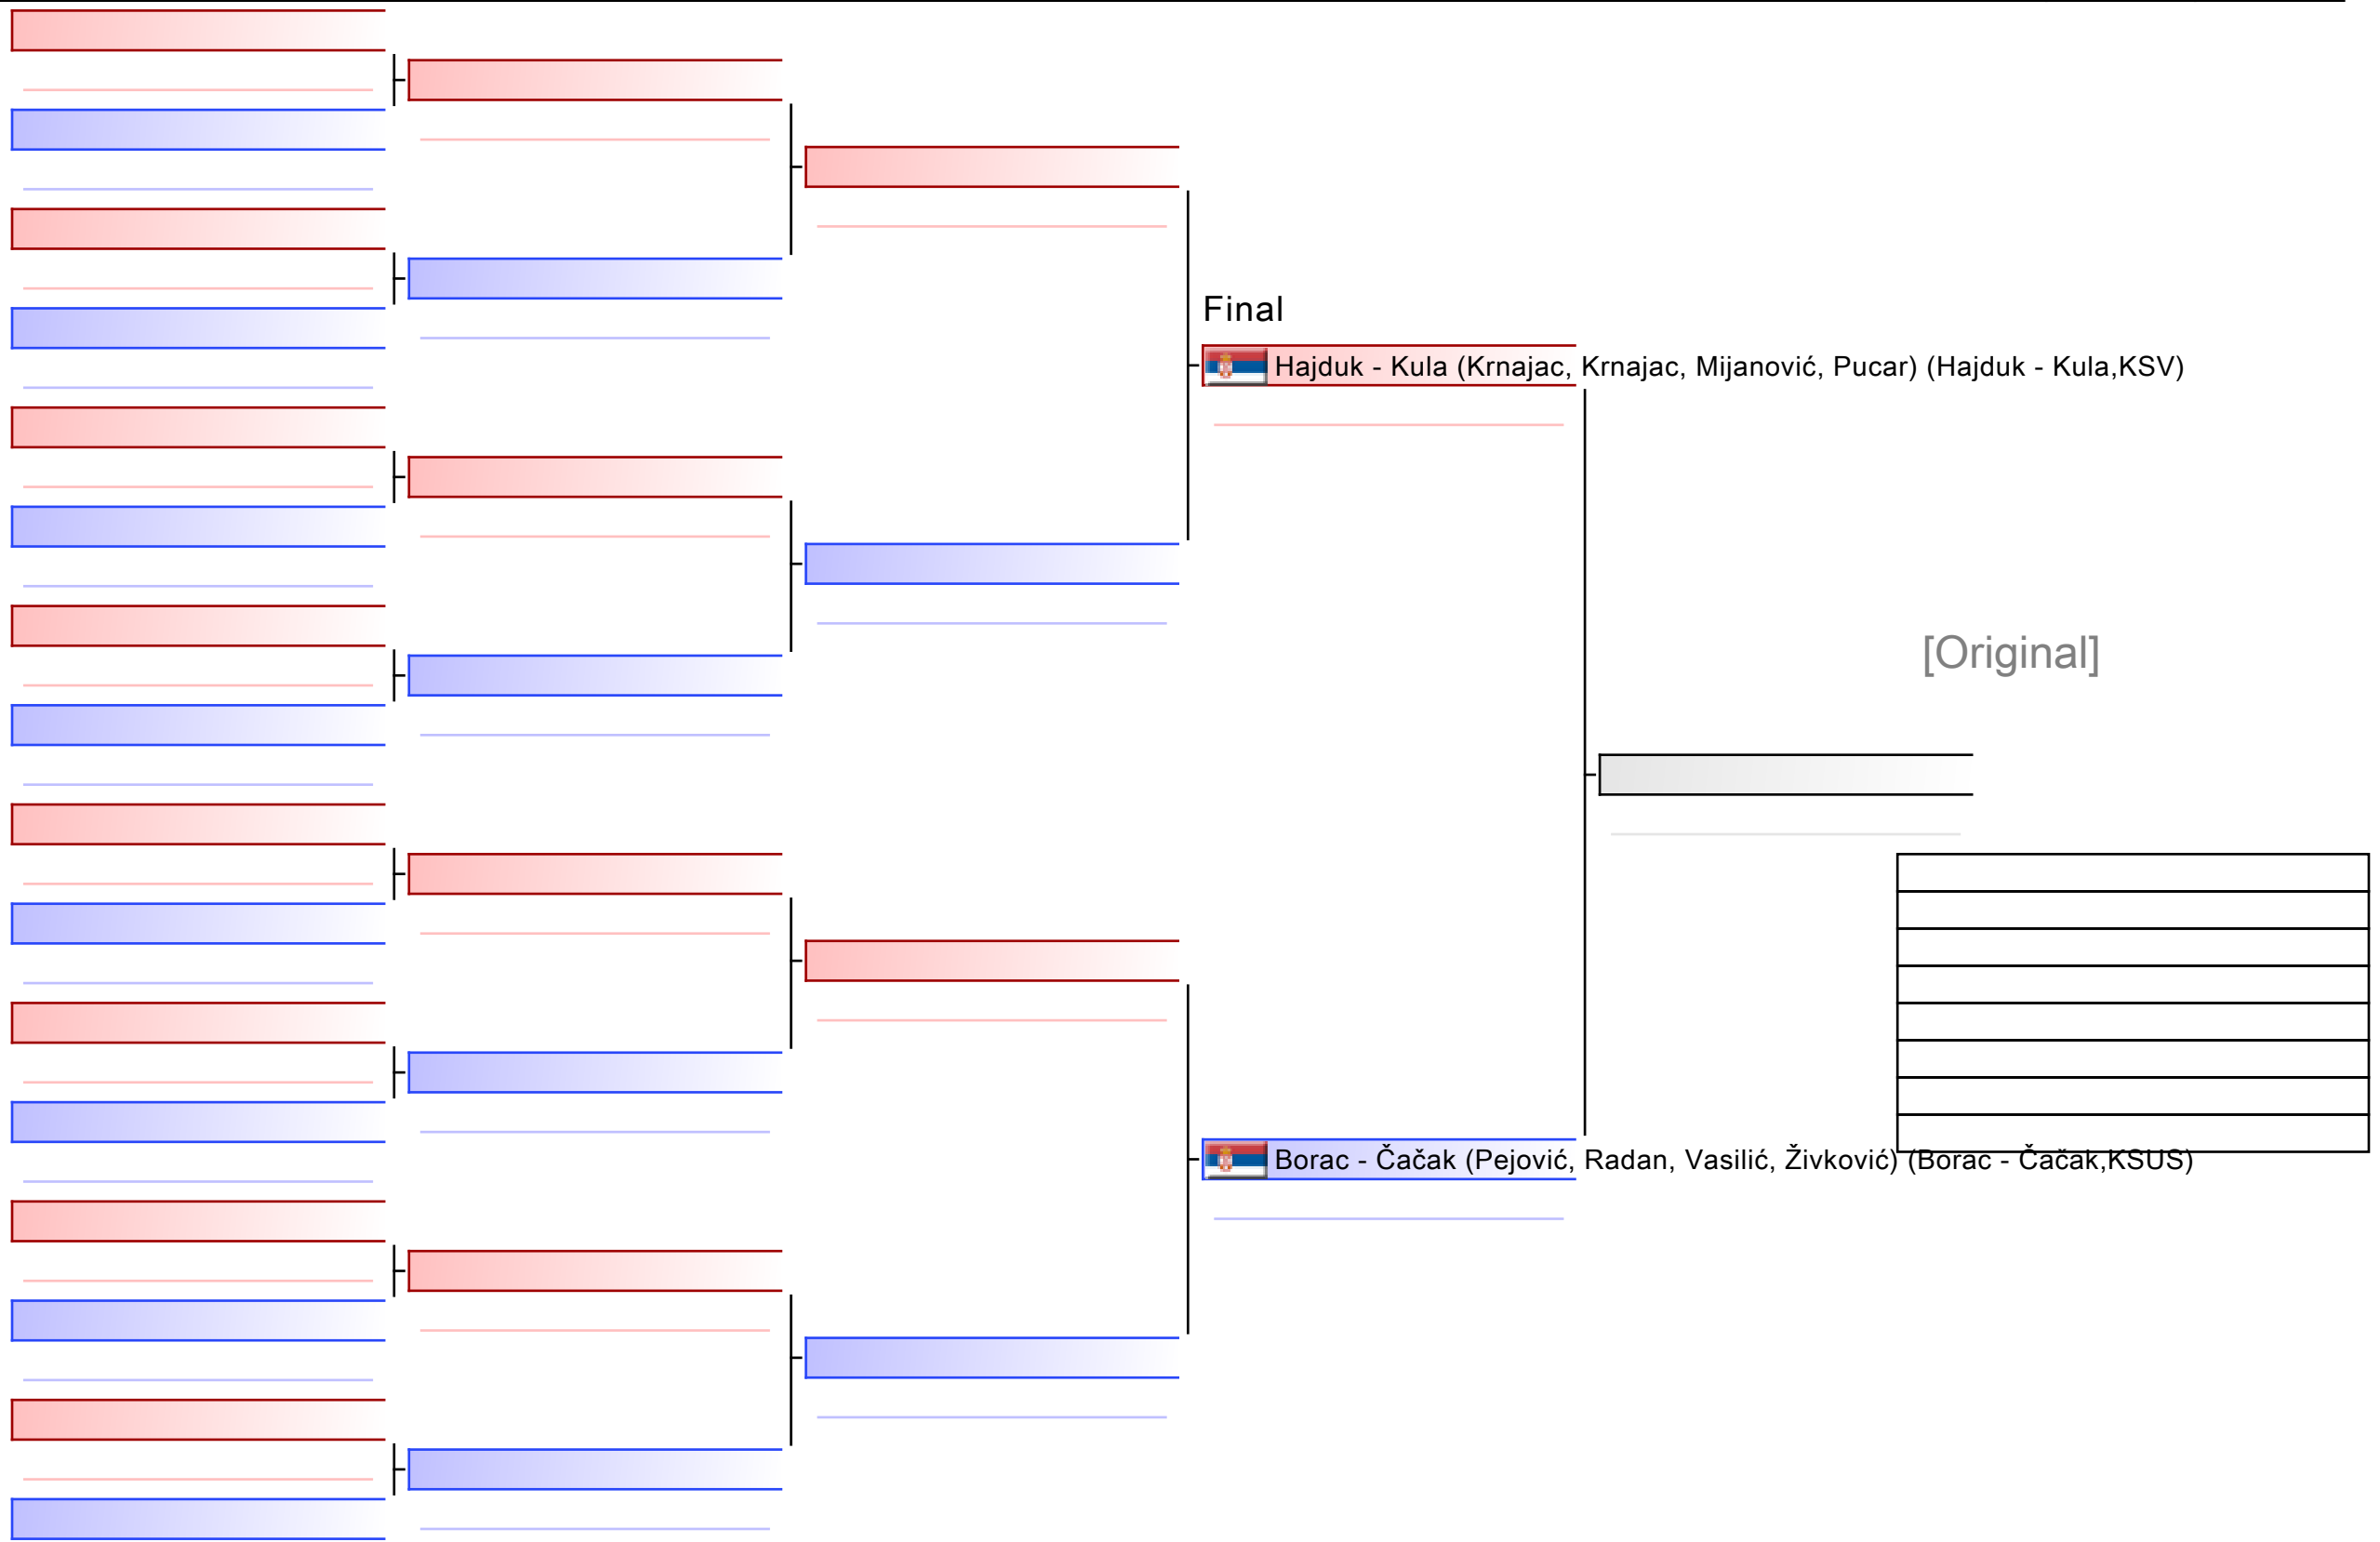 Final
Hajduk - Kula (Krnajac, Krnajac, Mijanović, Pucar) (Hajduk - Kula,KSV)
[Original]
Borac - Čačak (Pejović, Radan, Vasilić, Živković) (Borac - Čačak,KSUS)